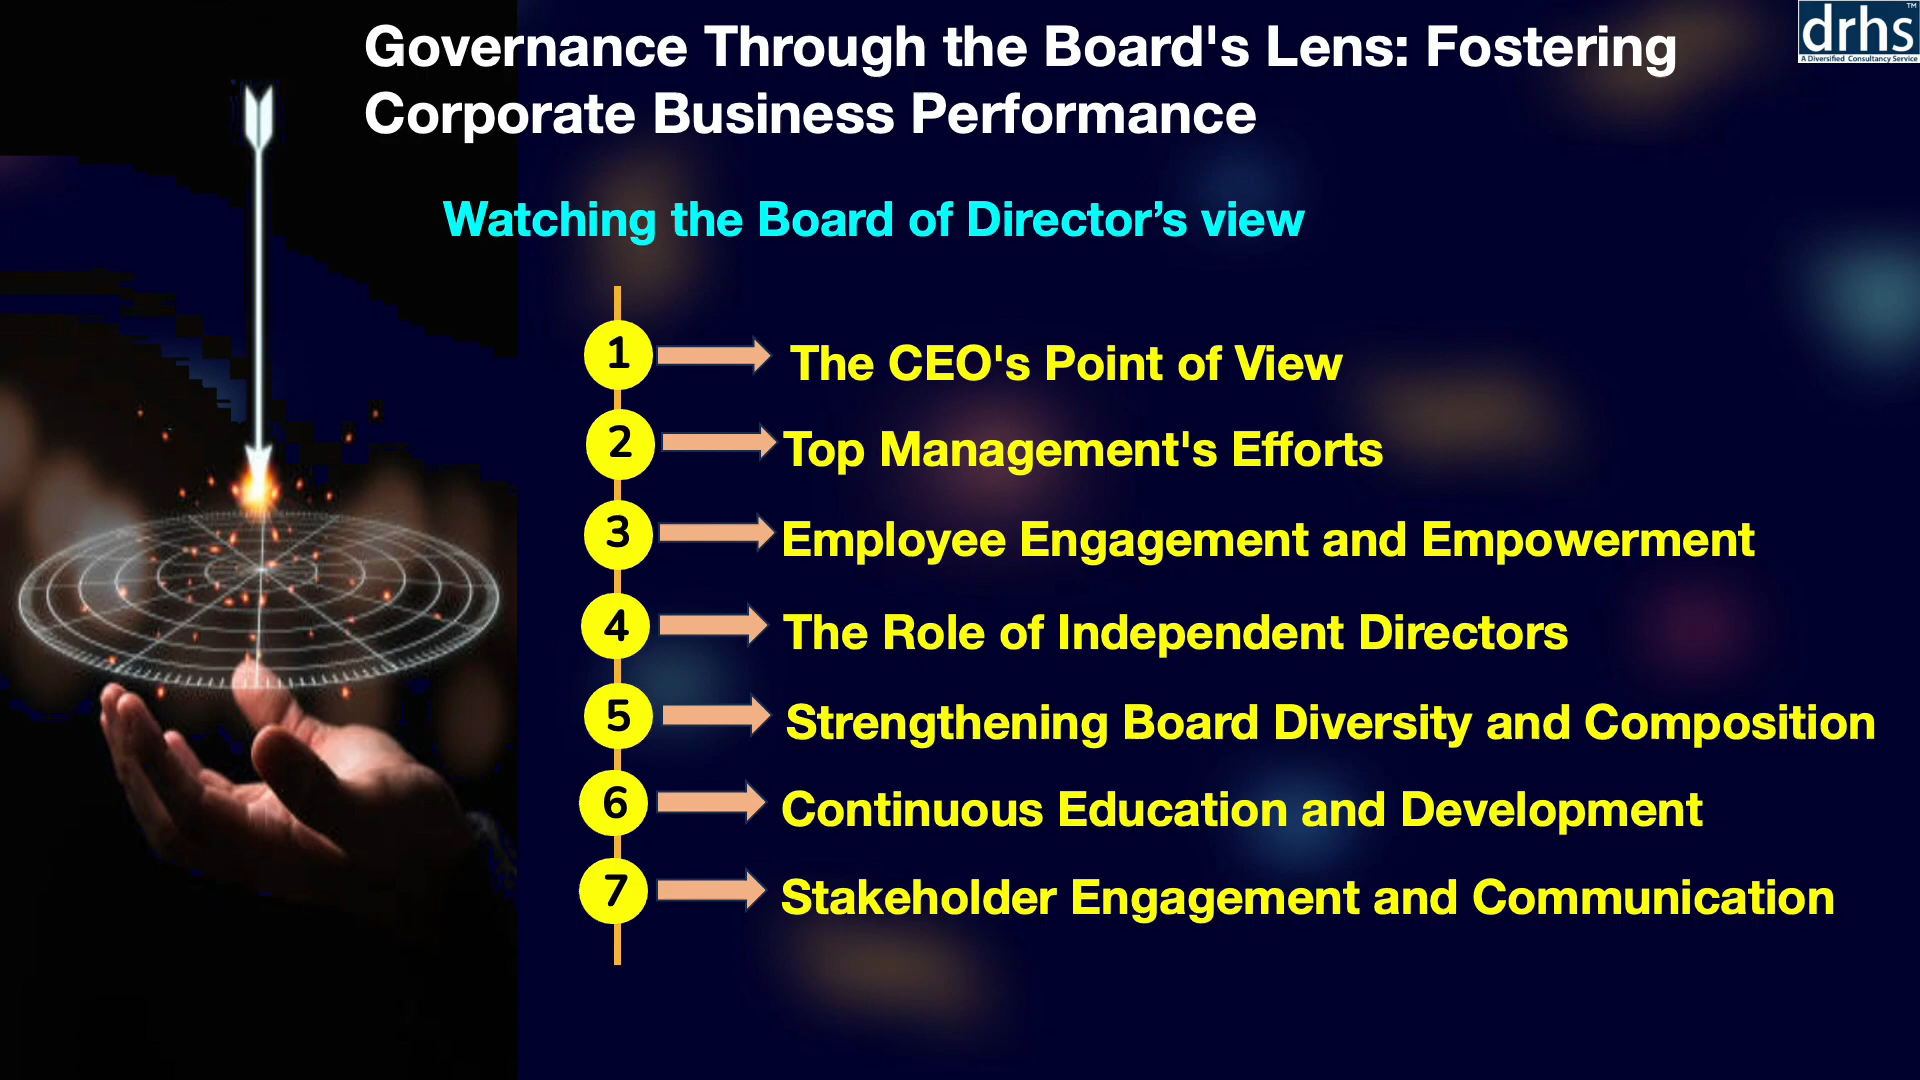 Governance Through the Board's Lens: Fostering
Corporate Business Performance
drhs
TM
A Diversified Consultancy Service
Watching the Board of Director’s view
1 The CEO's Point of View
2 Top Management's Efforts
3 Employee Engagement and Empowerment
4 The Role of Independent Directors
5 Strengthening Board Diversity and Composition
6 Continuous Education and Development
7 Stakeholder Engagement and Communication